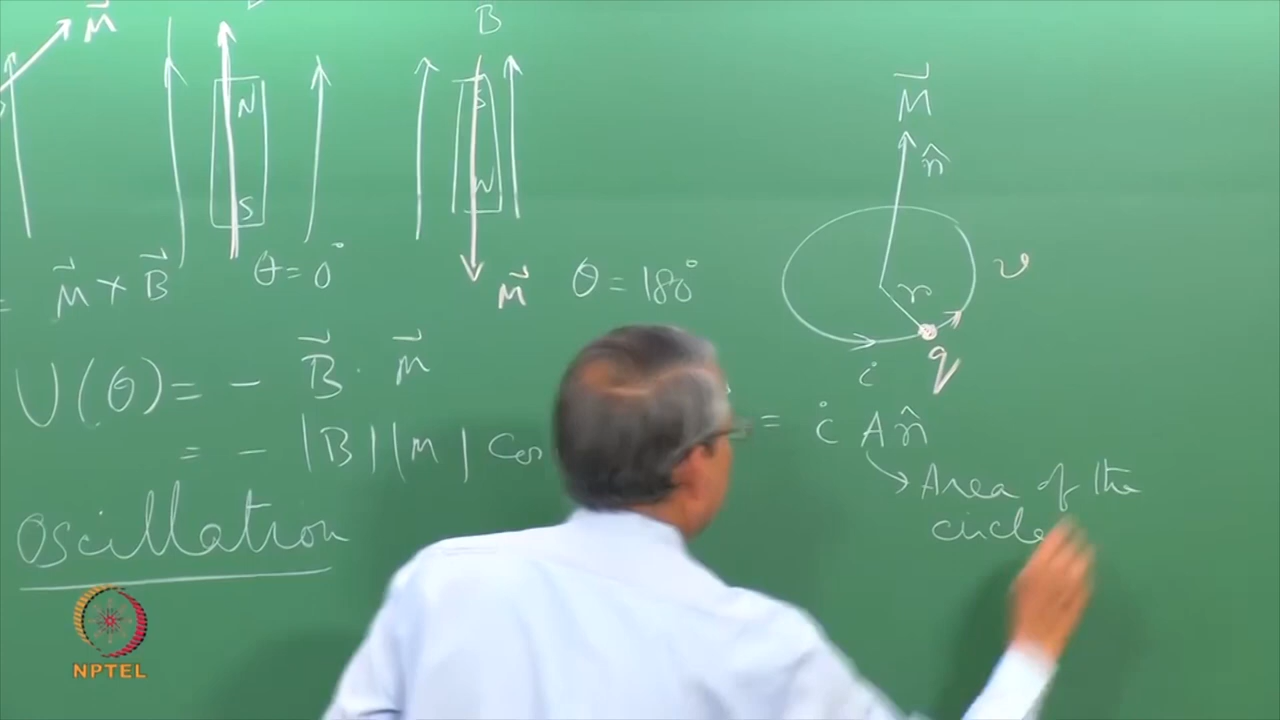 M⃗
B
N
S
S
N
= M⃗ × B⃗
θ = 0°
M⃗
θ = 180°
U(θ) = − B⃗ · M⃗
= − |B| |M| Cos
Oscillation
M⃗
n̂
r
v
q
i
= i A n̂
Area of the
circle
NPTEL